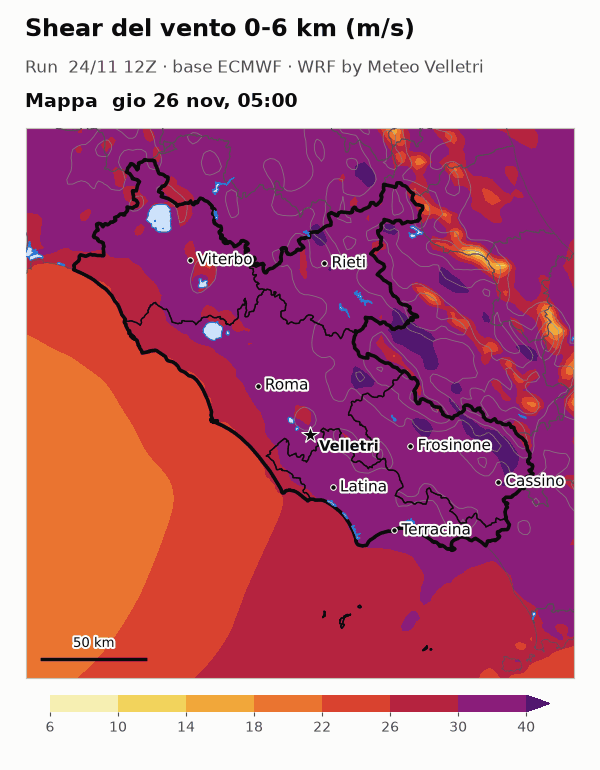 Shear del vento 0-6 km (m/s)
Run 24/11 12Z · base ECMWF · WRF by Meteo Velletri
Mappa gio 26 nov, 05:00
Viterbo
Rieti
Roma
Velletri
Frosinone
Latina
Cassino
Terracina
50 km
6 10 14 18 22 26 30 40